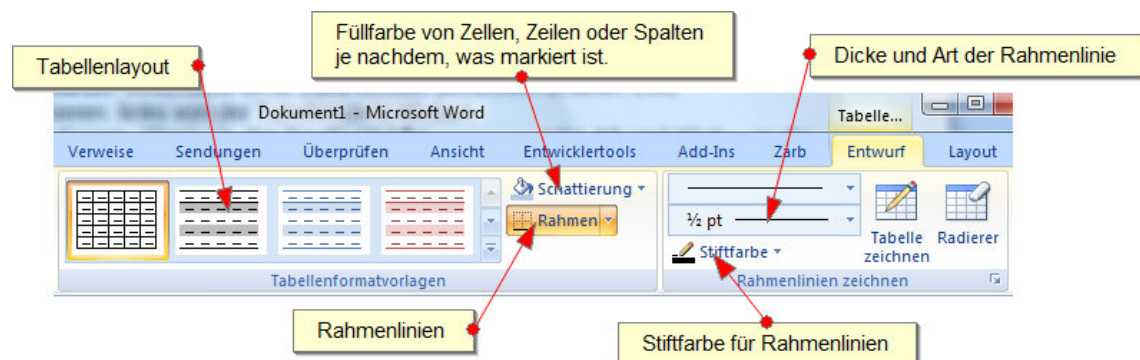 Füllfarbe von Zellen, Zeilen oder Spalten
je nachdem, was markiert ist.
Tabellenlayout
Dicke und Art der Rahmenlinie
Dokument1 - Microsoft Word
Tabelle...
Verweise Sendungen Überprüfen Ansicht Entwicklertools Add-Ins Zarb Entwurf Layout
Schattierung
Rahmen
½ pt
Stiftfarbe
Tabelle
zeichnen
Radierer
Tabellenformatvorlagen
Rahmenlinien zeichnen
Rahmenlinien
Stiftfarbe für Rahmenlinien